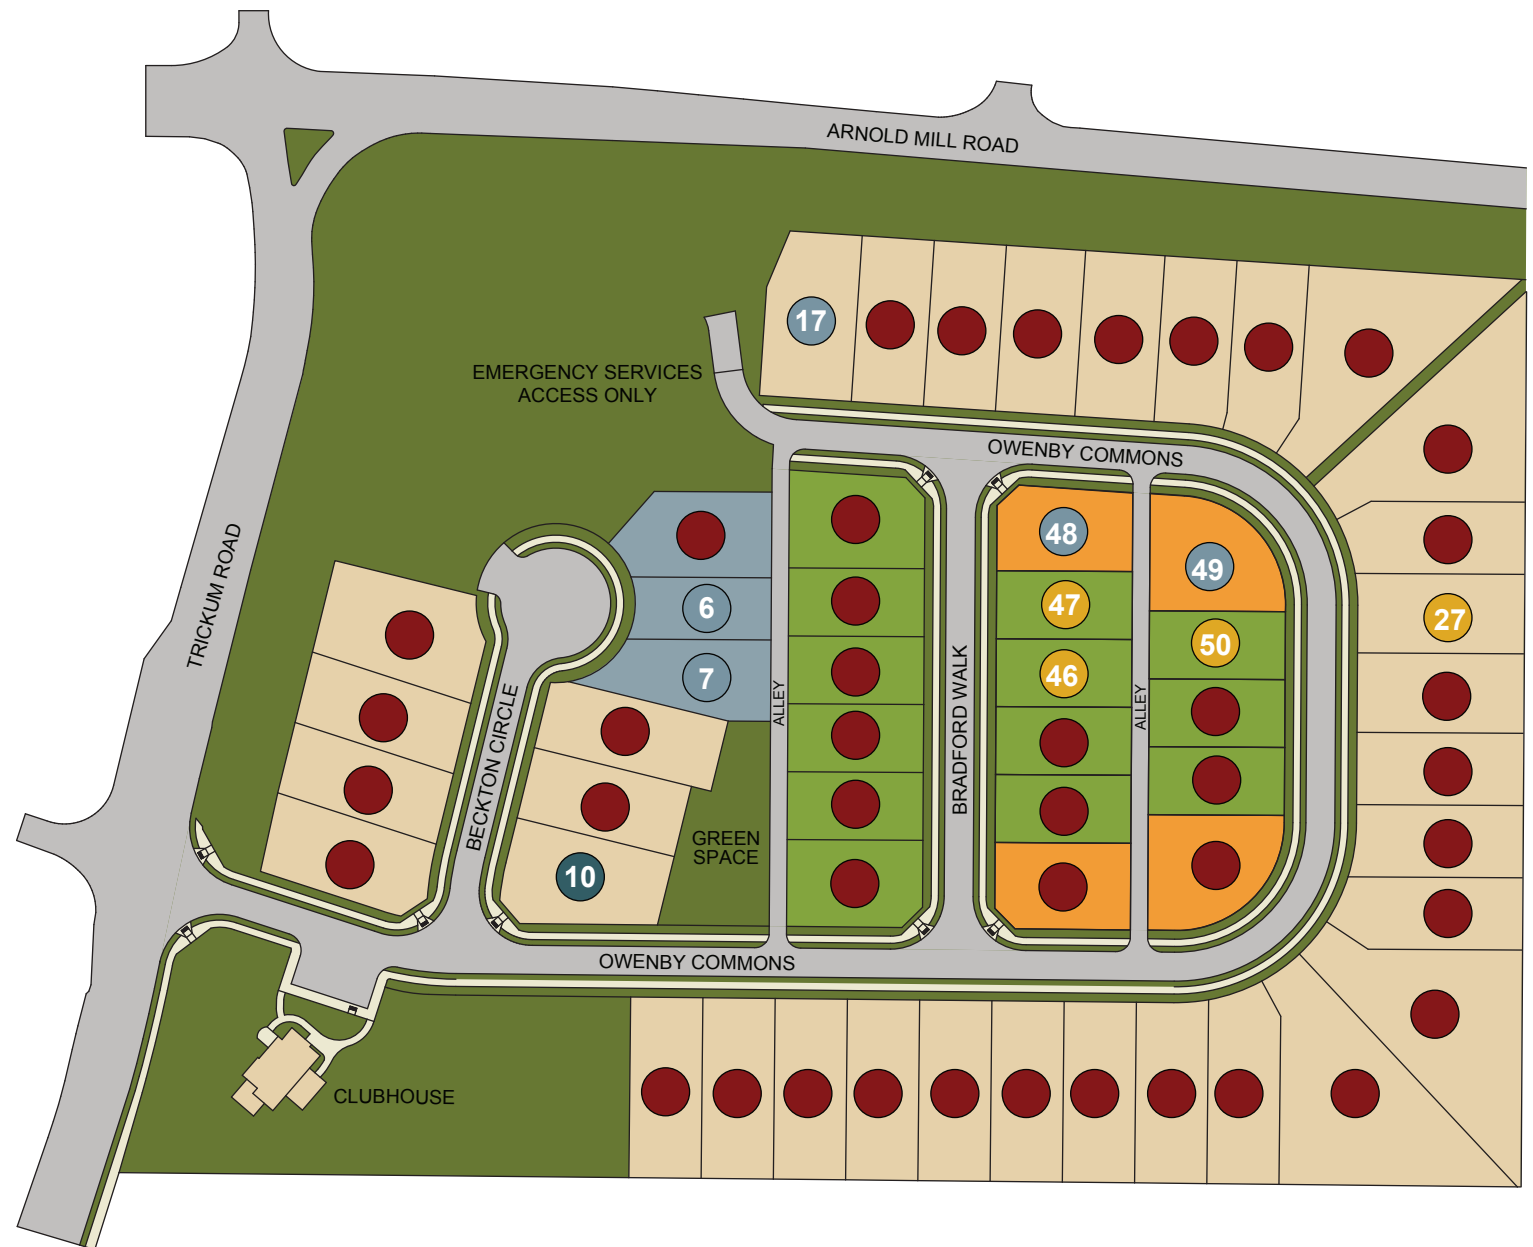 ARNOLD MILL ROAD
17
EMERGENCY SERVICES
ACCESS ONLY
OWENBY COMMONS
TRICKUM ROAD
48
49
6
47
27
50
7
46
ALLEY
ALLEY
BRADFORD WALK
BECKTON CIRCLE
GREEN
SPACE
10
OWENBY COMMONS
CLUBHOUSE